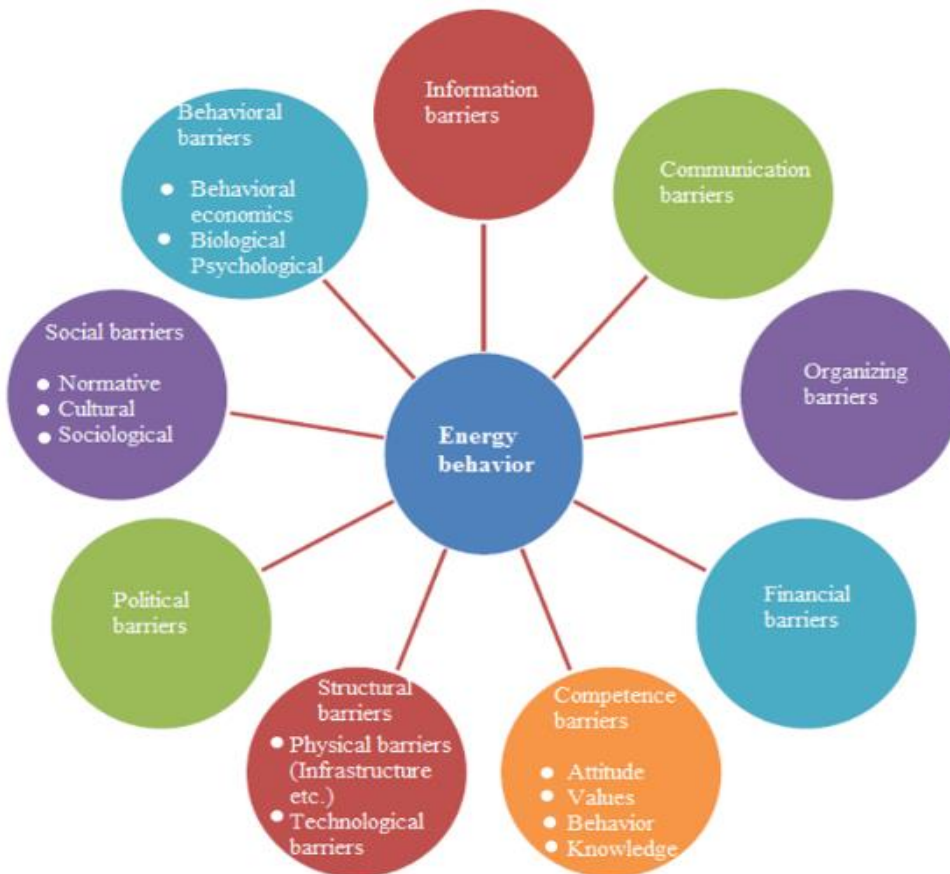 Information
barriers
Communication
barriers
Organizing
barriers
Financial
barriers
Competence
barriers
● Attitude
● Values
● Behavior
● Knowledge
Structural
barriers
● Physical barriers
(Infrastructure
etc.)
● Technological
barriers
Political
barriers
Social barriers
● Normative
● Cultural
● Sociological
Behavioral
barriers
● Behavioral
economics
● Biological
Psychological
Energy
behavior